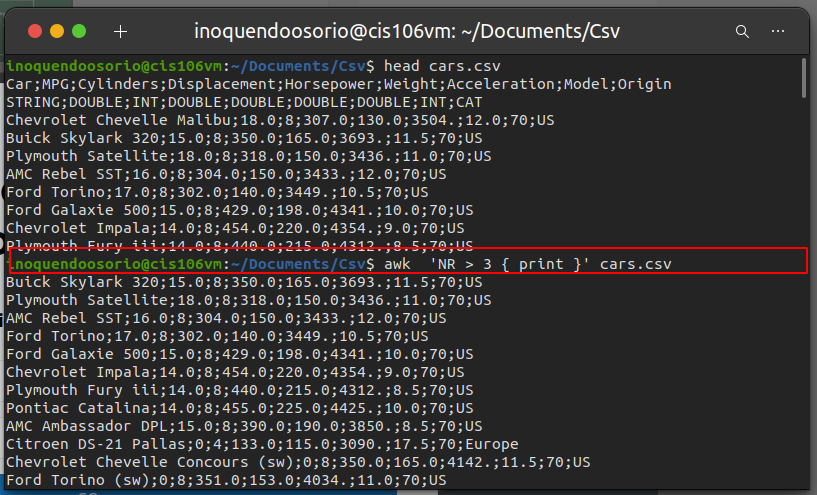 inoquendoosorio@cis106vm: ~/Documents/Csv
inoquendoosorio@cis106vm:~/Documents/Csv$ head cars.csv
Car;MPG;Cylinders;Displacement;Horsepower;Weight;Acceleration;Model;Origin
STRING;DOUBLE;INT;DOUBLE;DOUBLE;DOUBLE;DOUBLE;INT;CAT
Chevrolet Chevelle Malibu;18.0;8;307.0;130.0;3504.;12.0;70;US
Buick Skylark 320;15.0;8;350.0;165.0;3693.;11.5;70;US
Plymouth Satellite;18.0;8;318.0;150.0;3436.;11.0;70;US
AMC Rebel SST;16.0;8;304.0;150.0;3433.;12.0;70;US
Ford Torino;17.0;8;302.0;140.0;3449.;10.5;70;US
Ford Galaxie 500;15.0;8;429.0;198.0;4341.;10.0;70;US
Chevrolet Impala;14.0;8;454.0;220.0;4354.;9.0;70;US
Plymouth Fury iii;14.0;8;440.0;215.0;4312.;8.5;70;US
inoquendoosorio@cis106vm:~/Documents/Csv$ awk  'NR > 3 { print }' cars.csv
Buick Skylark 320;15.0;8;350.0;165.0;3693.;11.5;70;US
Plymouth Satellite;18.0;8;318.0;150.0;3436.;11.0;70;US
AMC Rebel SST;16.0;8;304.0;150.0;3433.;12.0;70;US
Ford Torino;17.0;8;302.0;140.0;3449.;10.5;70;US
Ford Galaxie 500;15.0;8;429.0;198.0;4341.;10.0;70;US
Chevrolet Impala;14.0;8;454.0;220.0;4354.;9.0;70;US
Plymouth Fury iii;14.0;8;440.0;215.0;4312.;8.5;70;US
Pontiac Catalina;14.0;8;455.0;225.0;4425.;10.0;70;US
AMC Ambassador DPL;15.0;8;390.0;190.0;3850.;8.5;70;US
Citroen DS-21 Pallas;0;4;133.0;115.0;3090.;17.5;70;Europe
Chevrolet Chevelle Concours (sw);0;8;350.0;165.0;4142.;11.5;70;US
Ford Torino (sw);0;8;351.0;153.0;4034.;11.0;70;US